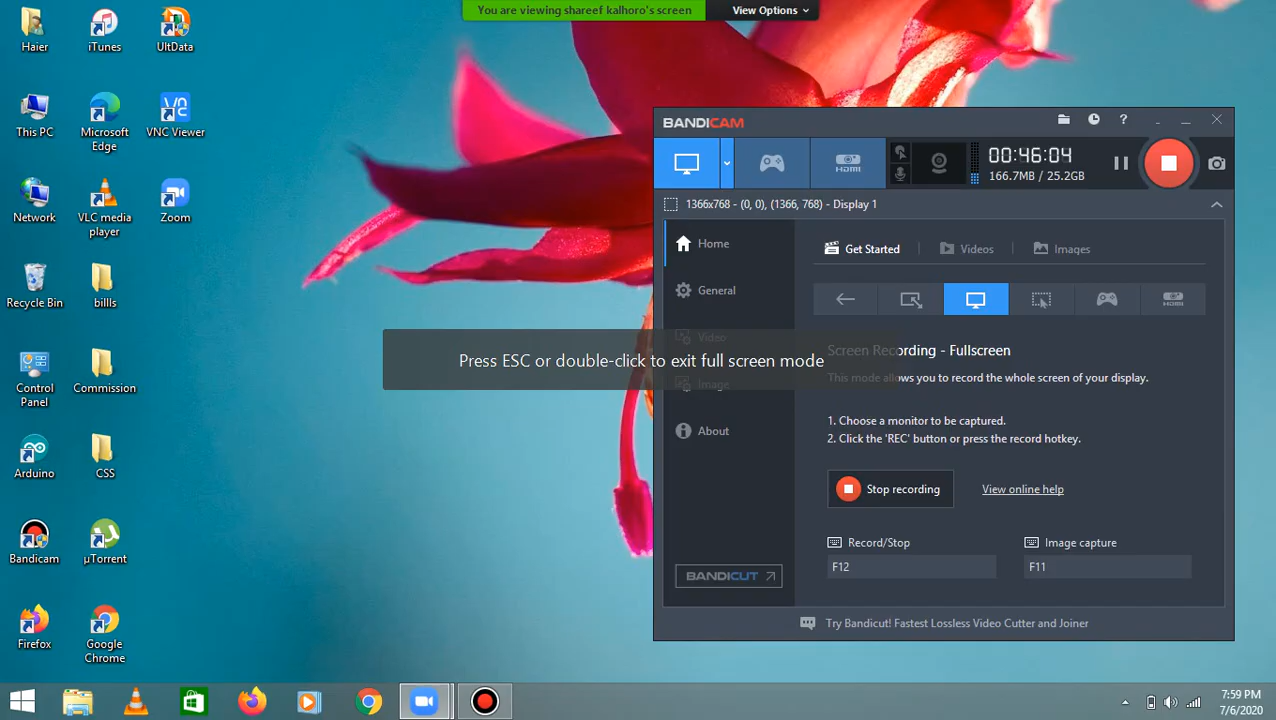 You are viewing shareef kalhoro's screen
View Options
Haier
iTunes
UltData
This PC
Microsoft Edge
VNC Viewer
Network
VLC media player
Zoom
Recycle Bin
billls
Control Panel
Commission
Arduino
CSS
Bandicam
µTorrent
Firefox
Google Chrome
BANDICAM
HDMI
00:46:04
166.7MB / 25.2GB
1366x768 - (0, 0), (1366, 768) - Display 1
Home
General
Video
Image
About
BANDICUT
Get Started
Videos
Images
HDMI
Press ESC or double-click to exit full screen mode
Screen Recording - Fullscreen
This mode allows you to record the whole screen of your display.
1. Choose a monitor to be captured.
2. Click the 'REC' button or press the record hotkey.
Stop recording
View online help
Record/Stop
Image capture
F12
F11
Try Bandicut! Fastest Lossless Video Cutter and Joiner
7:59 PM
7/6/2020